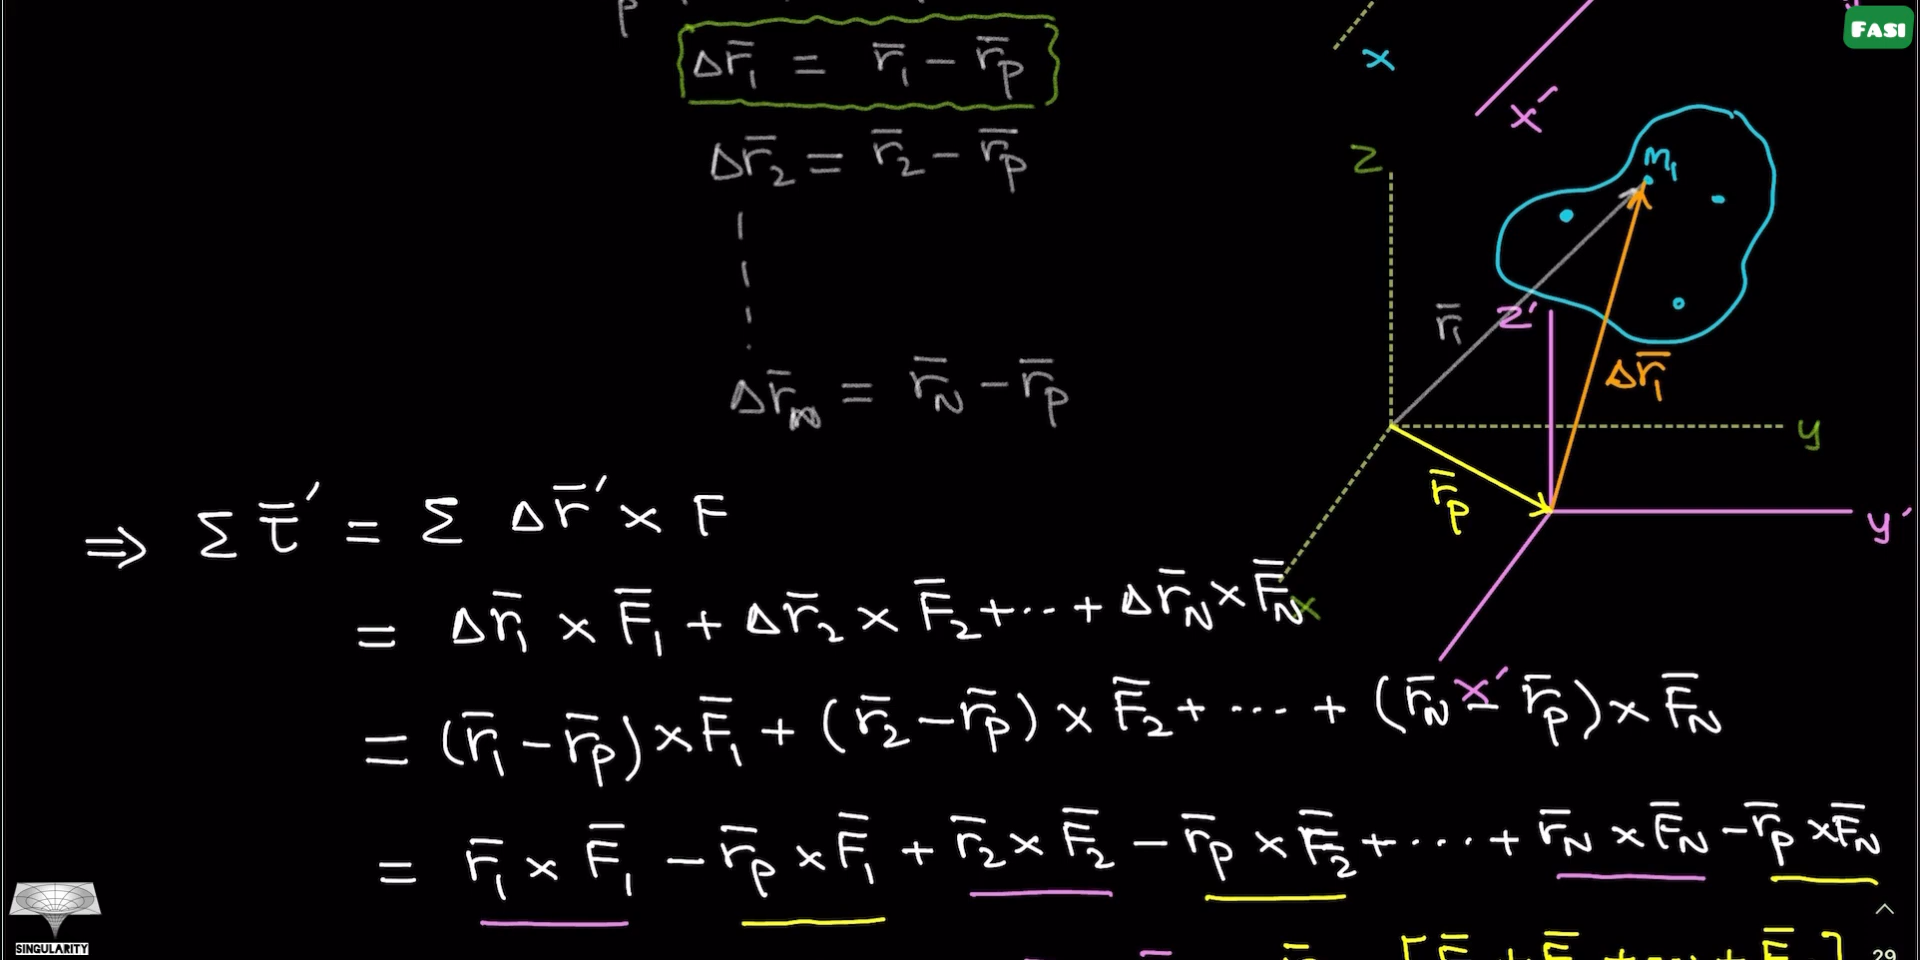 p
Δr̄₁ = r̄₁ − r̄p
Δr̄₂ = r̄₂ − r̄p
Δr̄N = r̄N − r̄p
⇒ Σ τ̄′ = Σ Δr̄′ × F
= Δr̄₁ × F̄₁ + Δr̄₂ × F̄₂ + ··· + Δr̄N × F̄N
= (r̄₁ − r̄p) × F̄₁ + (r̄₂ − r̄p) × F̄₂ + ··· + (r̄N − r̄p) × F̄N
= r̄₁ × F̄₁ − r̄p × F̄₁ + r̄₂ × F̄₂ − r̄p × F̄₂ + ··· + r̄N × F̄N − r̄p × F̄N
x
x′
FASI
z
m₁
r̄₁
z′
Δr̄₁
y
r̄p
y′
x
x′
SINGULARITY
29